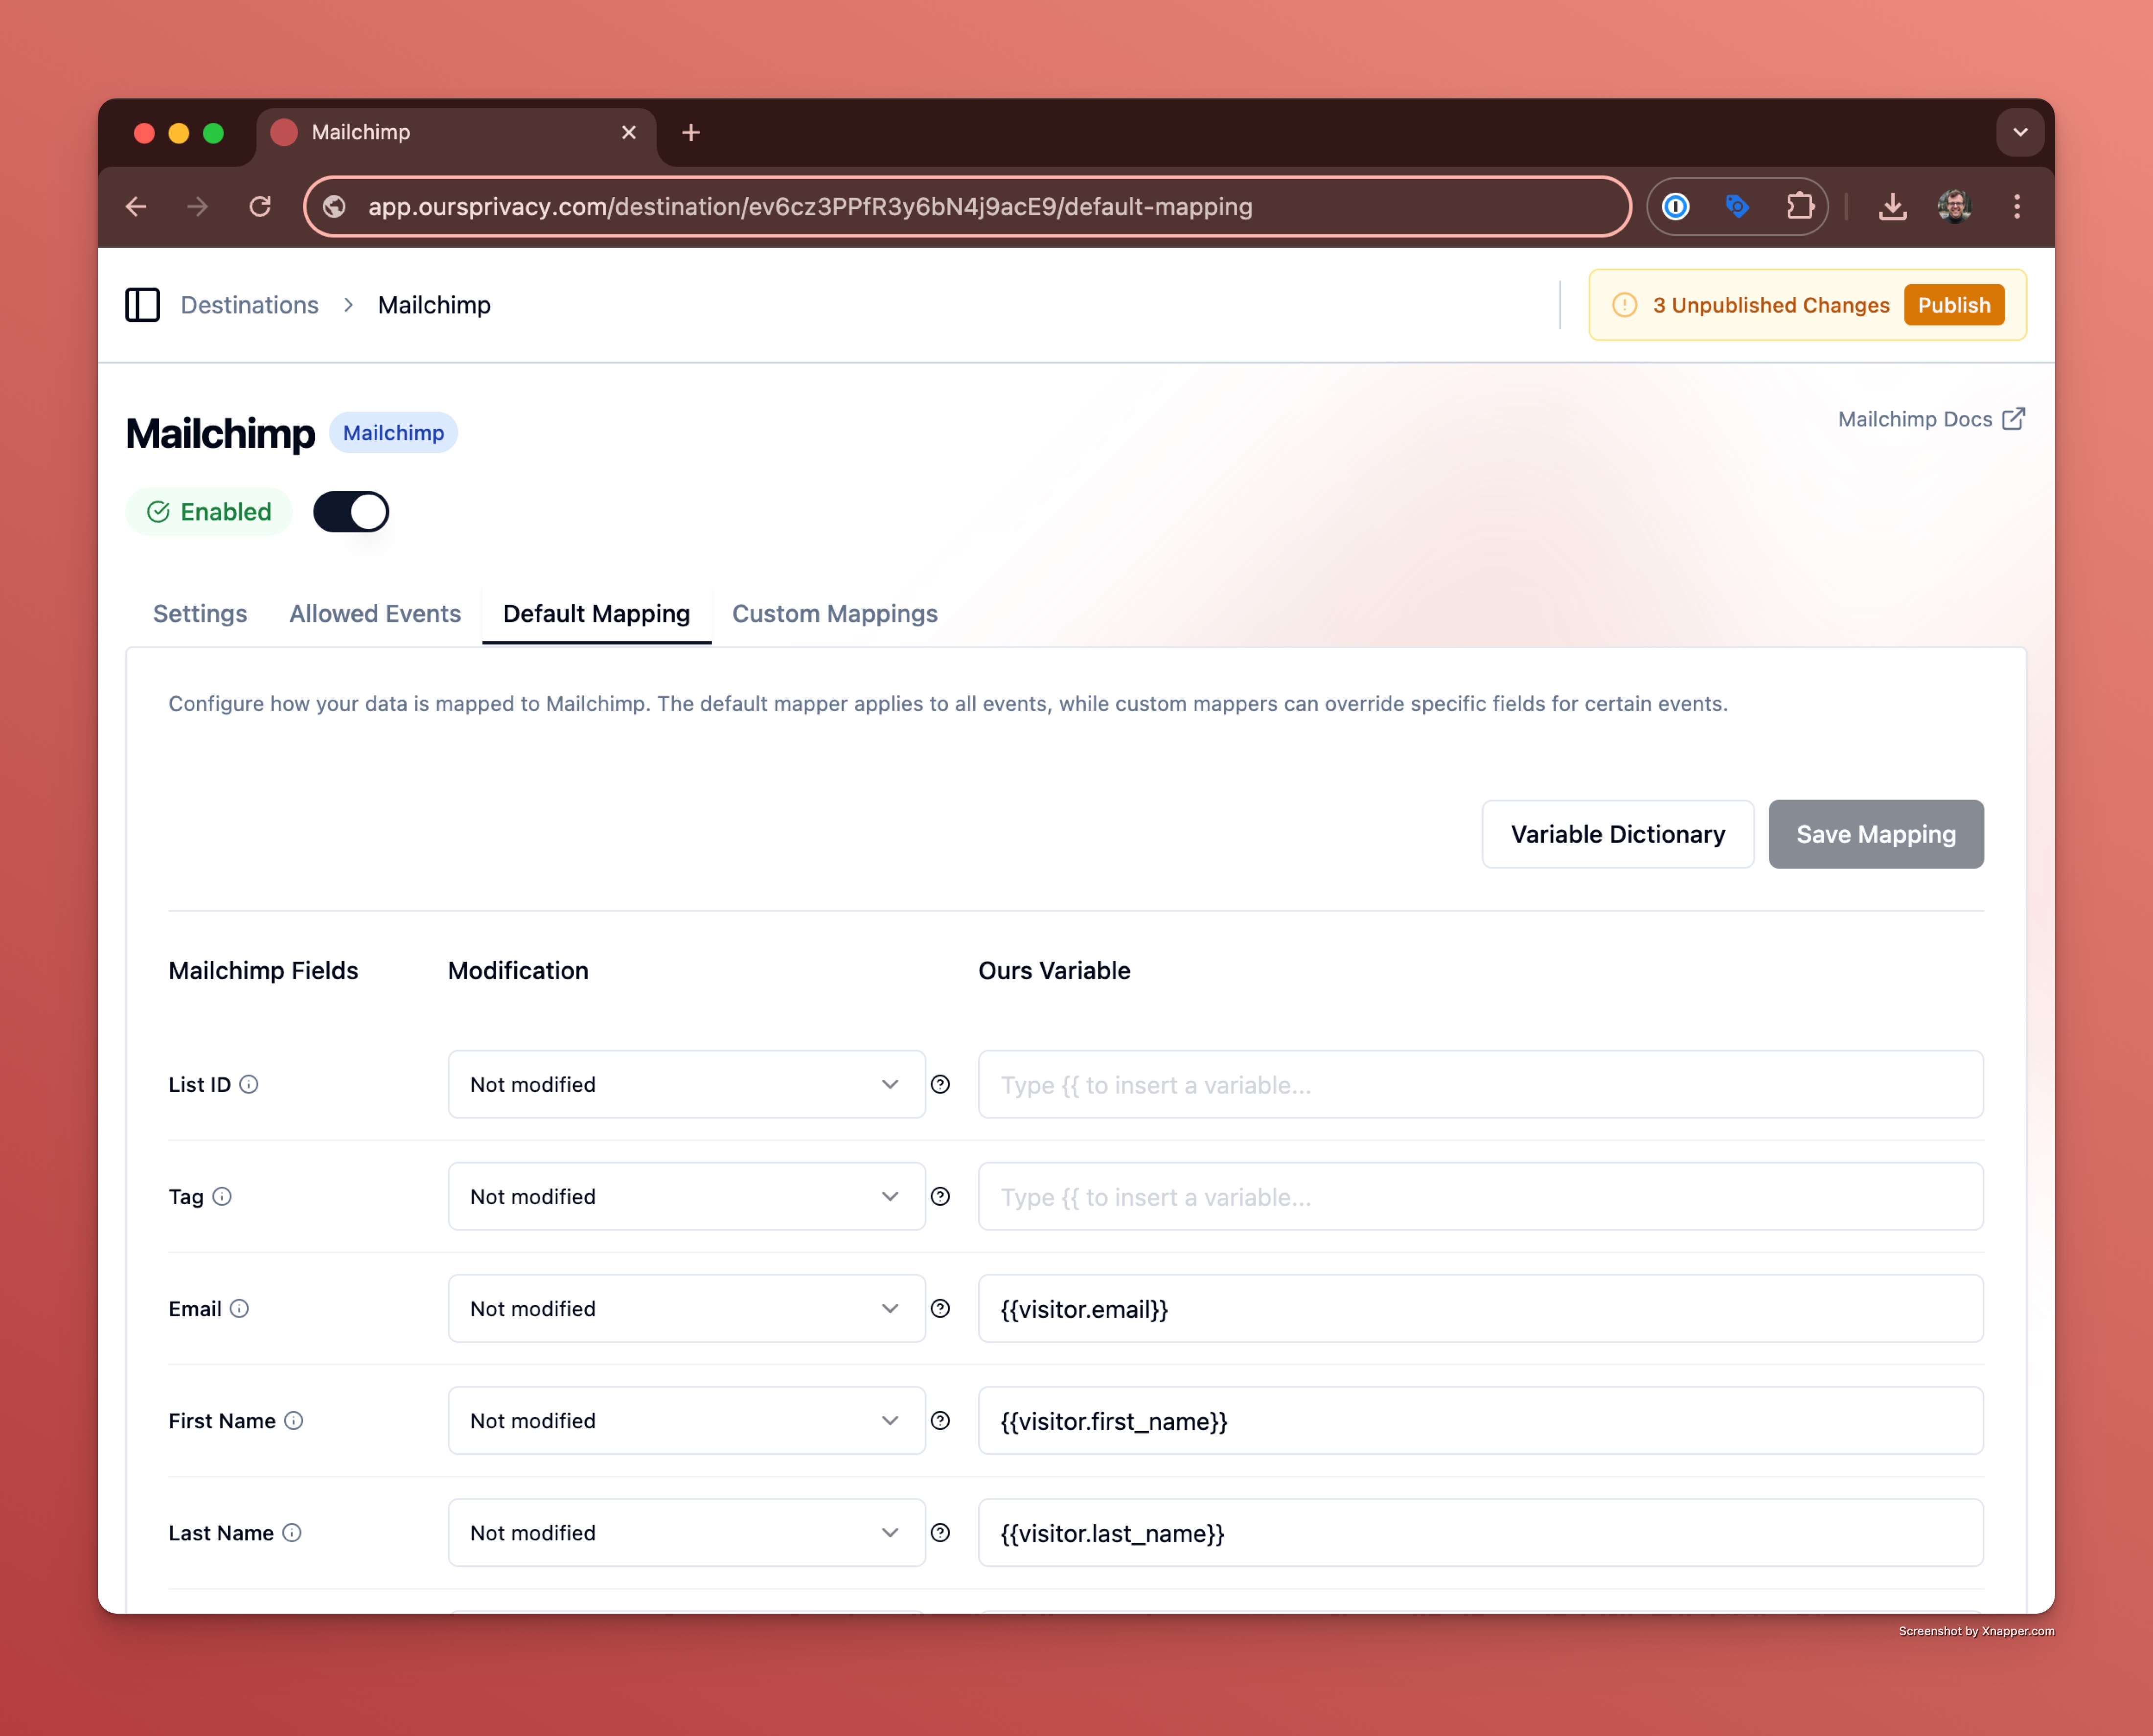 Mailchimp
app.oursprivacy.com/destination/ev6cz3PPfR3y6bN4j9acE9/default-mapping
Destinations > Mailchimp
3 Unpublished Changes Publish
Mailchimp Mailchimp
Mailchimp Docs
Enabled
Settings Allowed Events Default Mapping Custom Mappings
Configure how your data is mapped to Mailchimp. The default mapper applies to all events, while custom mappers can override specific fields for certain events.
Variable Dictionary Save Mapping
Mailchimp Fields Modification Ours Variable
List ID Not modified Type {{ to insert a variable...
Tag Not modified Type {{ to insert a variable...
Email Not modified {{visitor.email}}
First Name Not modified {{visitor.first_name}}
Last Name Not modified {{visitor.last_name}}
Screenshot by Xnapper.com